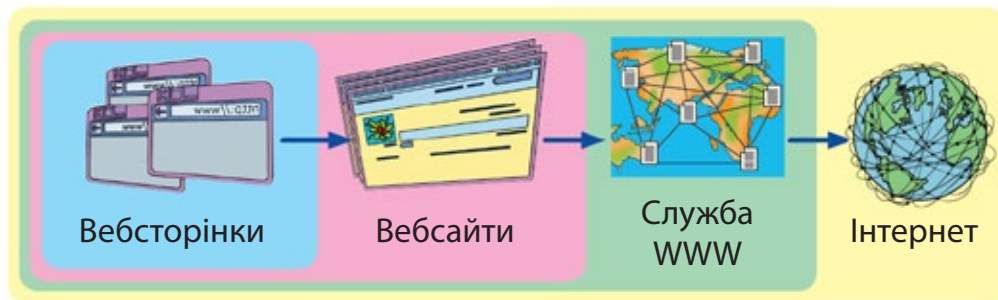 Вебсторінки
Вебсайти
Служба
WWW
Інтернет